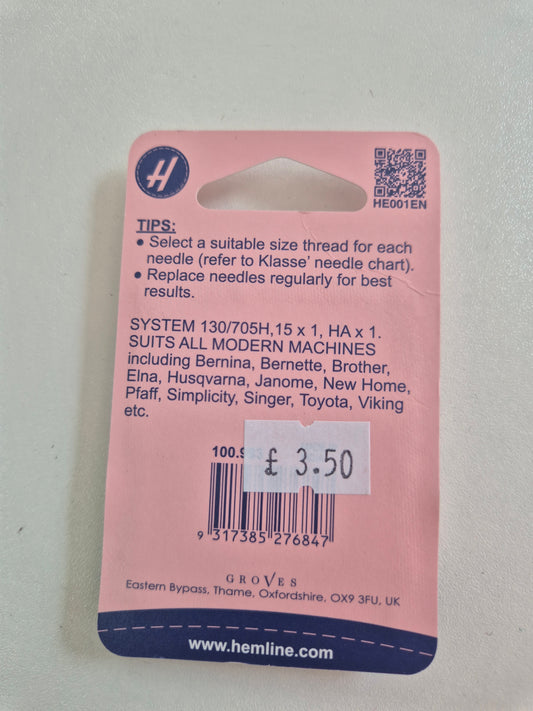 H
HE001EN
TIPS:
• Select a suitable size thread for each
needle (refer to Klasse' needle chart).
• Replace needles regularly for best
results.
SYSTEM 130/705H,15 x 1, HA x 1.
SUITS ALL MODERN MACHINES
including Bernina, Bernette, Brother,
Elna, Husqvarna, Janome, New Home,
Pfaff, Simplicity, Singer, Toyota, Viking
etc.
£ 3.50
9 317385 276847
GROVES
Eastern Bypass, Thame, Oxfordshire, OX9 3FU, UK
www.hemline.com